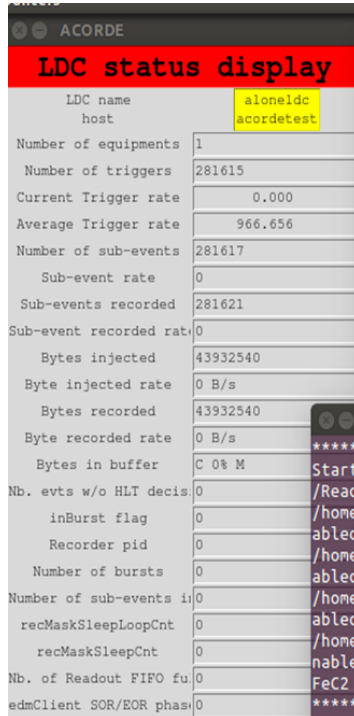 ACORDE
LDC status display
LDC name aloneldc
host acordetest
Number of equipments 1
Number of triggers 281615
Current Trigger rate 0.000
Average Trigger rate 966.656
Number of sub-events 281617
Sub-event rate 0
Sub-events recorded 281621
Sub-event recorded rat 0
Bytes injected 43932540
Byte injected rate 0 B/s
Bytes recorded 43932540
Byte recorded rate 0 B/s
Bytes in buffer C 0% M
Nb. evts w/o HLT decis 0
inBurst flag 0
Recorder pid 0
Number of bursts 0
Number of sub-events i 0
recMaskSleepLoopCnt 0
recMaskSleepCnt 0
Nb. of Readout FIFO fu 0
edmClient SOR/EOR phas 0
*****
Start
/Read
/home
abled
/home
abled
/home
abled
/home
nable
FeC2
*****